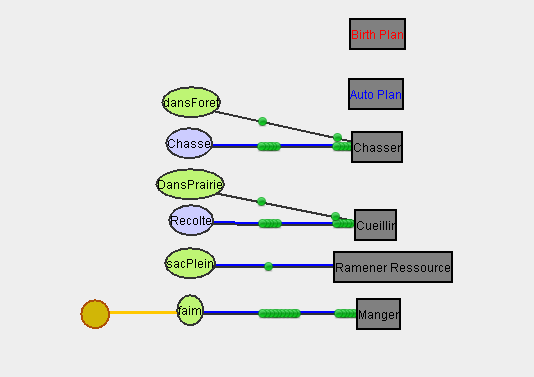 Birth Plan
Auto Plan
dansForet
Chasse
Chasser
DansPrairie
Recolte
Cueillir
sacPlein
Ramener Ressource
faim
Manger